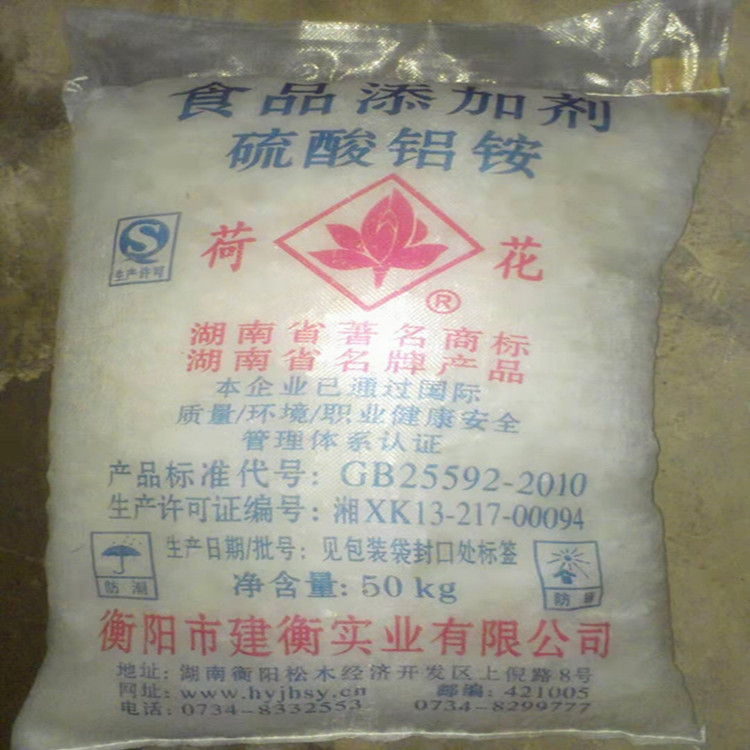 食品添加剂
硫酸铝铵
生产许可
荷花
®
湖南省著名商标
湖南省名牌产品
本企业已通过国际
质量/环境/职业健康安全
管理体系认证
产品标准代号：GB25592-2010
生产许可证编号：湘XK13-217-00094
生产日期/批号：见包装袋封口处标签
防潮
净含量：50kg
防晒
衡阳市建衡实业有限公司
地址：湖南衡阳松木经济开发区上倪路8号
网址：www.hyjhsy.cn 邮编：421005
电话：0734-8332553 0734-8299777